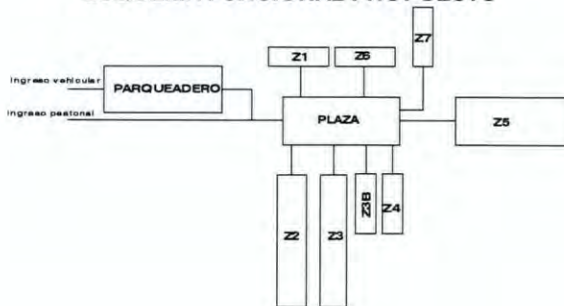 Z7
Z1
Z6
Ingreso vehicular
PARQUEADERO
Ingreso peatonal
PLAZA
Z5
Z2
Z3
Z3B
Z4